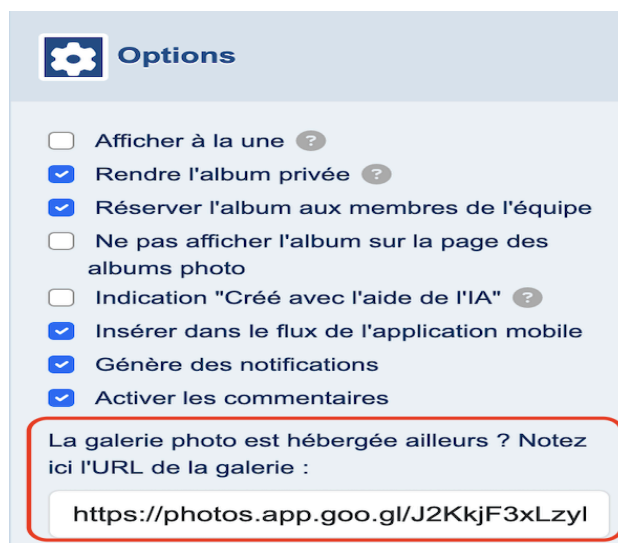 Options
Afficher à la une ?
Rendre l'album privée ?
Réserver l'album aux membres de l'équipe
Ne pas afficher l'album sur la page des
albums photo
Indication "Créé avec l'aide de l'IA" ?
Insérer dans le flux de l'application mobile
Génère des notifications
Activer les commentaires
La galerie photo est hébergée ailleurs ? Notez
ici l'URL de la galerie :
https://photos.app.goo.gl/J2KkjF3xLzyl